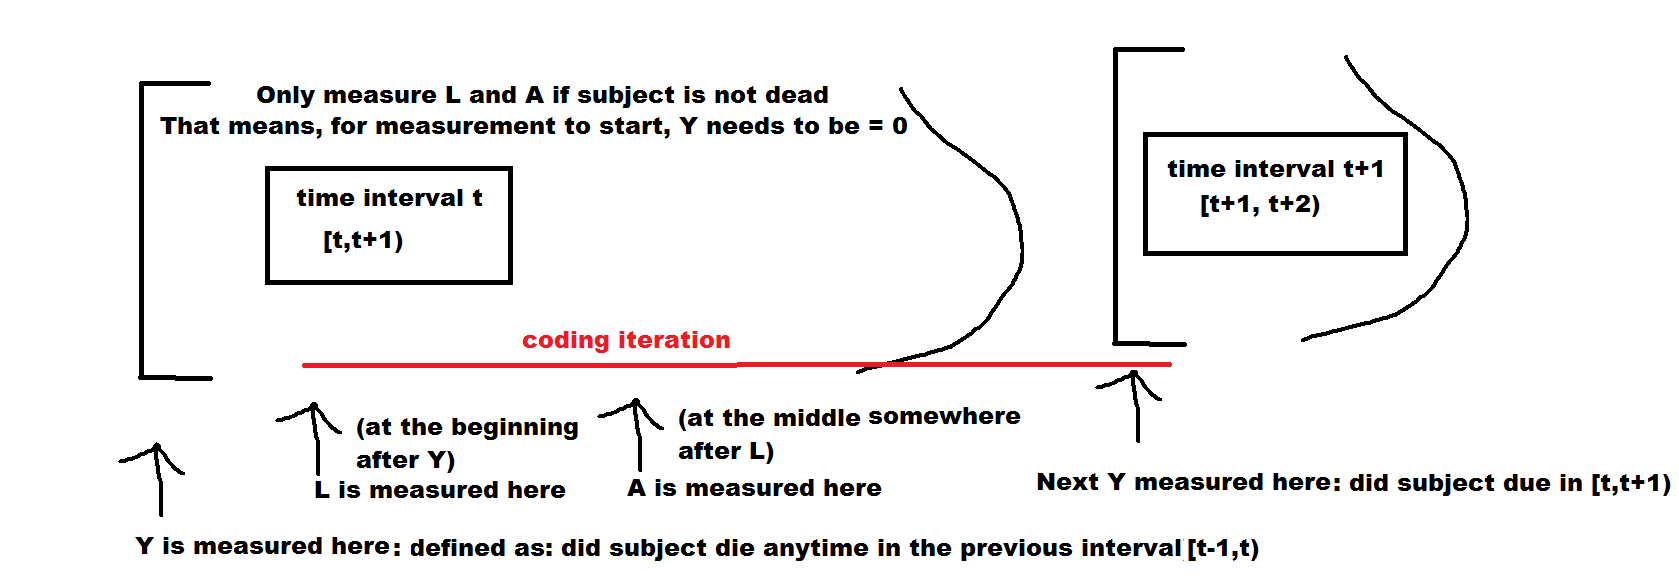 Only measure L and A if subject is not dead
That means, for measurement to start, Y needs to be = 0
time interval t
[t,t+1)
time interval t+1
[t+1, t+2)
coding iteration
(at the beginning
after Y)
L is measured here
(at the middle somewhere
after L)
A is measured here
Next Y measured here: did subject due in [t,t+1)
Y is measured here: defined as: did subject die anytime in the previous interval [t-1,t)